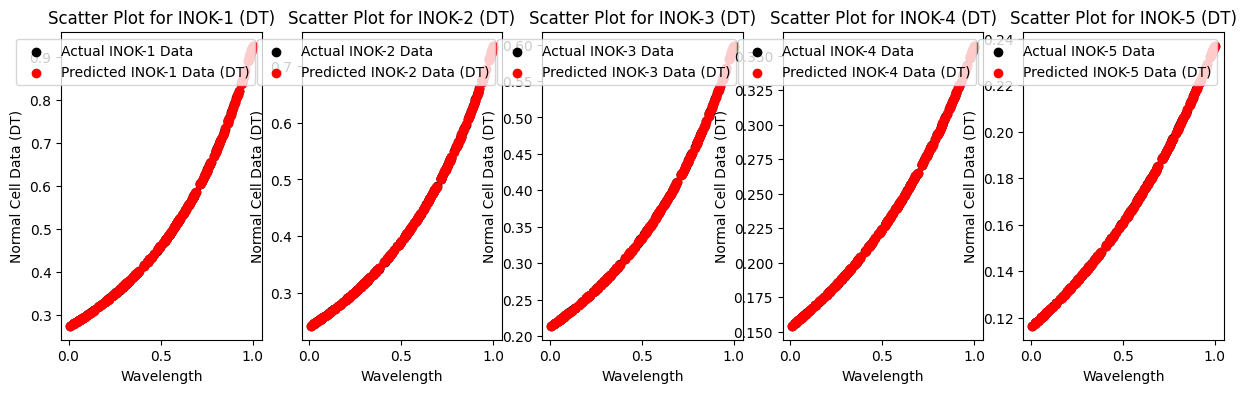 Scatter Plot for INOK-1 (DT)
Actual INOK-1 Data
Predicted INOK-1 Data (DT)
Normal Cell Data (DT)
0.9
0.8
0.7
0.6
0.5
0.4
0.3
0.0
0.5
1.0
Wavelength
Scatter Plot for INOK-2 (DT)
Actual INOK-2 Data
Predicted INOK-2 Data (DT)
Normal Cell Data (DT)
0.7
0.6
0.5
0.4
0.3
0.0
0.5
1.0
Wavelength
Scatter Plot for INOK-3 (DT)
Actual INOK-3 Data
Predicted INOK-3 Data (DT)
Normal Cell Data (DT)
0.60
0.55
0.50
0.45
0.40
0.35
0.30
0.25
0.20
0.0
0.5
1.0
Wavelength
Scatter Plot for INOK-4 (DT)
Actual INOK-4 Data
Predicted INOK-4 Data (DT)
Normal Cell Data (DT)
0.350
0.325
0.300
0.275
0.250
0.225
0.200
0.175
0.150
0.0
0.5
1.0
Wavelength
Scatter Plot for INOK-5 (DT)
Actual INOK-5 Data
Predicted INOK-5 Data (DT)
Normal Cell Data (DT)
0.24
0.22
0.20
0.18
0.16
0.14
0.12
0.0
0.5
1.0
Wavelength